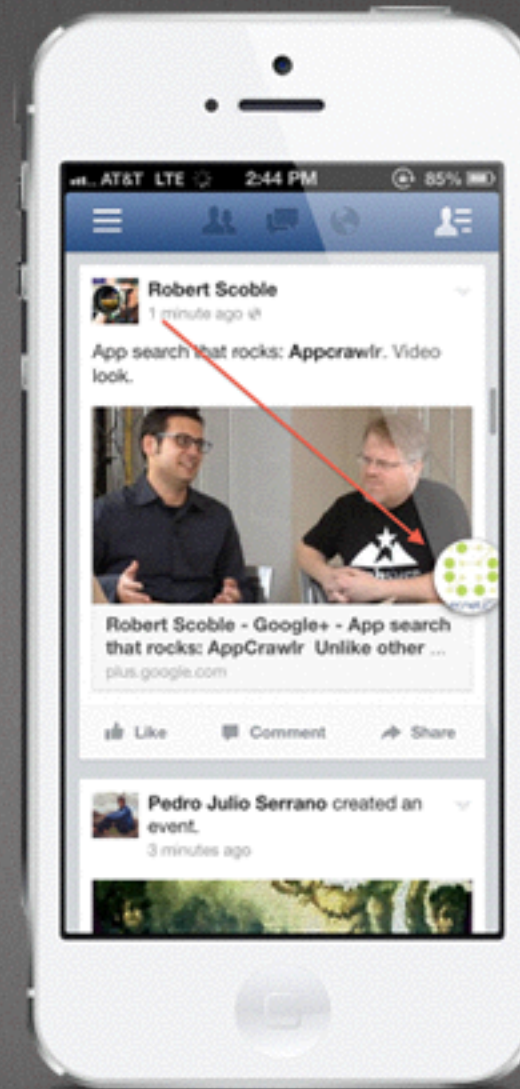 AT&T LTE 2:44 PM 85%
Robert Scoble
1 minute ago
App search that rocks: Appcrawlr. Video
look.
Robert Scoble - Google+ - App search
that rocks: AppCrawlr Unlike other ...
plus.google.com
Like Comment Share
Pedro Julio Serrano created an
event.
3 minutes ago